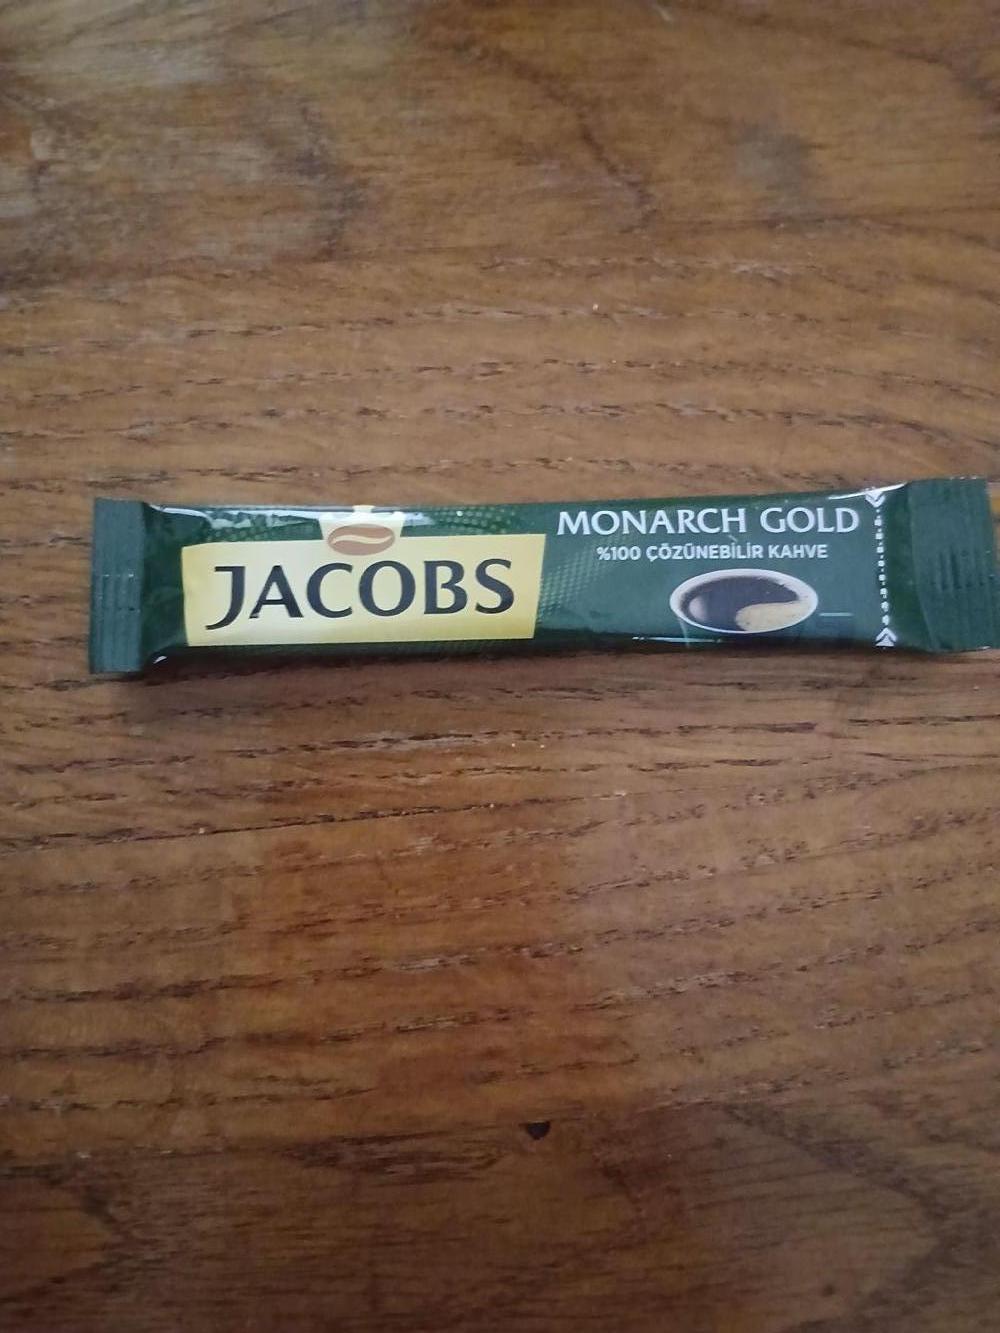 JACOBS
MONARCH GOLD
%100 ÇÖZÜNEBİLİR KAHVE